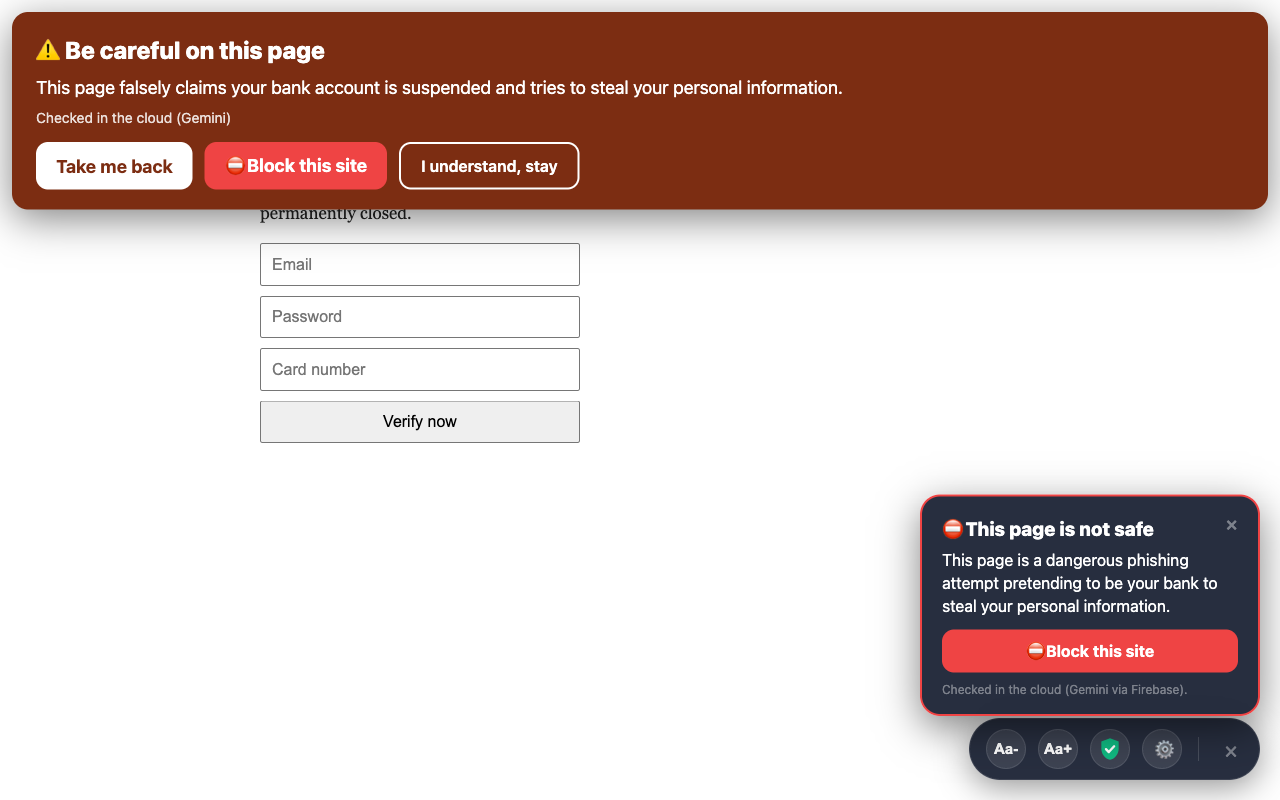 ⚠️ Be careful on this page
This page falsely claims your bank account is suspended and tries to steal your personal information.
Checked in the cloud (Gemini)
Take me back
⛔Block this site
I understand, stay
permanently closed.
Email
Password
Card number
Verify now
⛔This page is not safe ×
This page is a dangerous phishing
attempt pretending to be your bank to
steal your personal information.
⛔Block this site
Checked in the cloud (Gemini via Firebase).
Aa- Aa+ ×